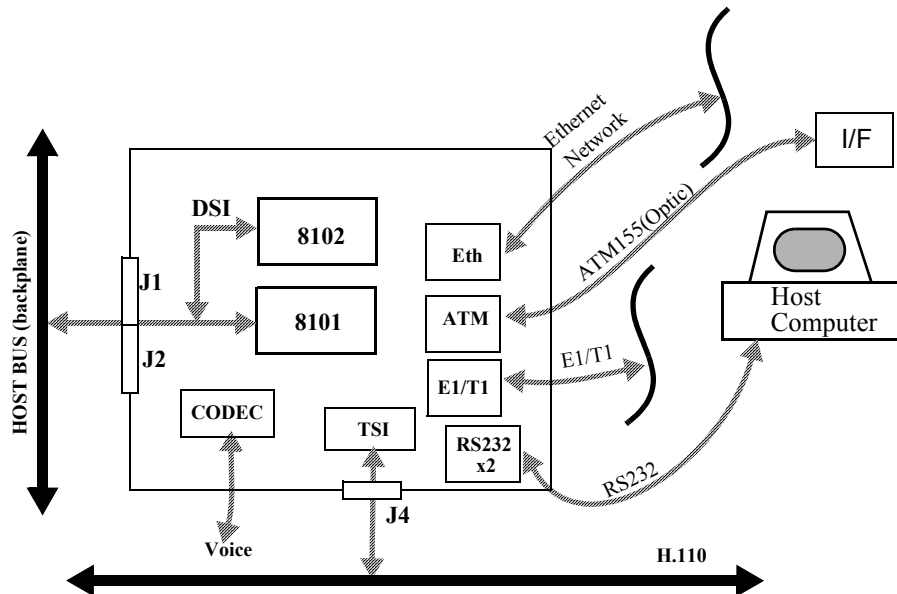 Ethernet
Network
I/F
ATM155(Optic)
DSI
8102
Eth
HOST BUS (backplane)
J1
J2
8101
ATM
Host
Computer
E1/T1
E1/T1
CODEC
TSI
RS232
x2
RS232
J4
Voice
H.110